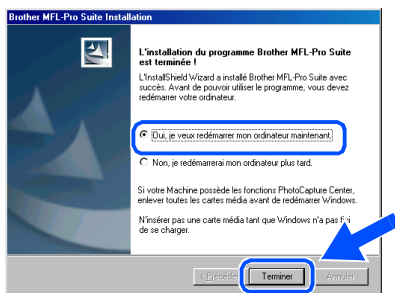 Brother MFL-Pro Suite Installation
L'installation du programme Brother MFL-Pro Suite
est terminée !
L'InstallShield Wizard a installé Brother MFL-Pro Suite avec
succès. Avant de pouvoir utiliser le programme, vous devez
redémarrer votre ordinateur.
Oui, je veux redémarrer mon ordinateur maintenant.
Non, je redémarrerai mon ordinateur plus tard.
Si votre Machine possède les fonctions PhotoCapture Center,
enlever toutes les cartes média avant de redémarrer Windows.
N'insérer pas une carte média tant que Windows n'a pas fini
de se charger.
< Précédent Terminer Annuler